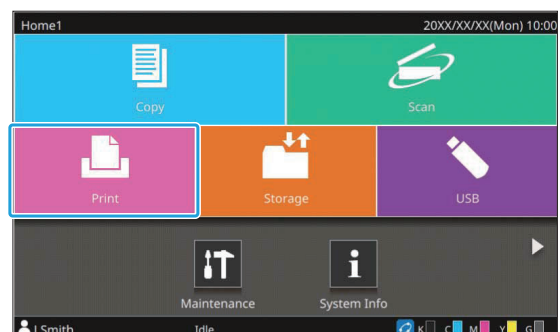 Home1 20XX/XX/XX(Mon) 10:00
Copy Scan
Print Storage USB
Maintenance System Info
J.Smith Idle K C M Y G